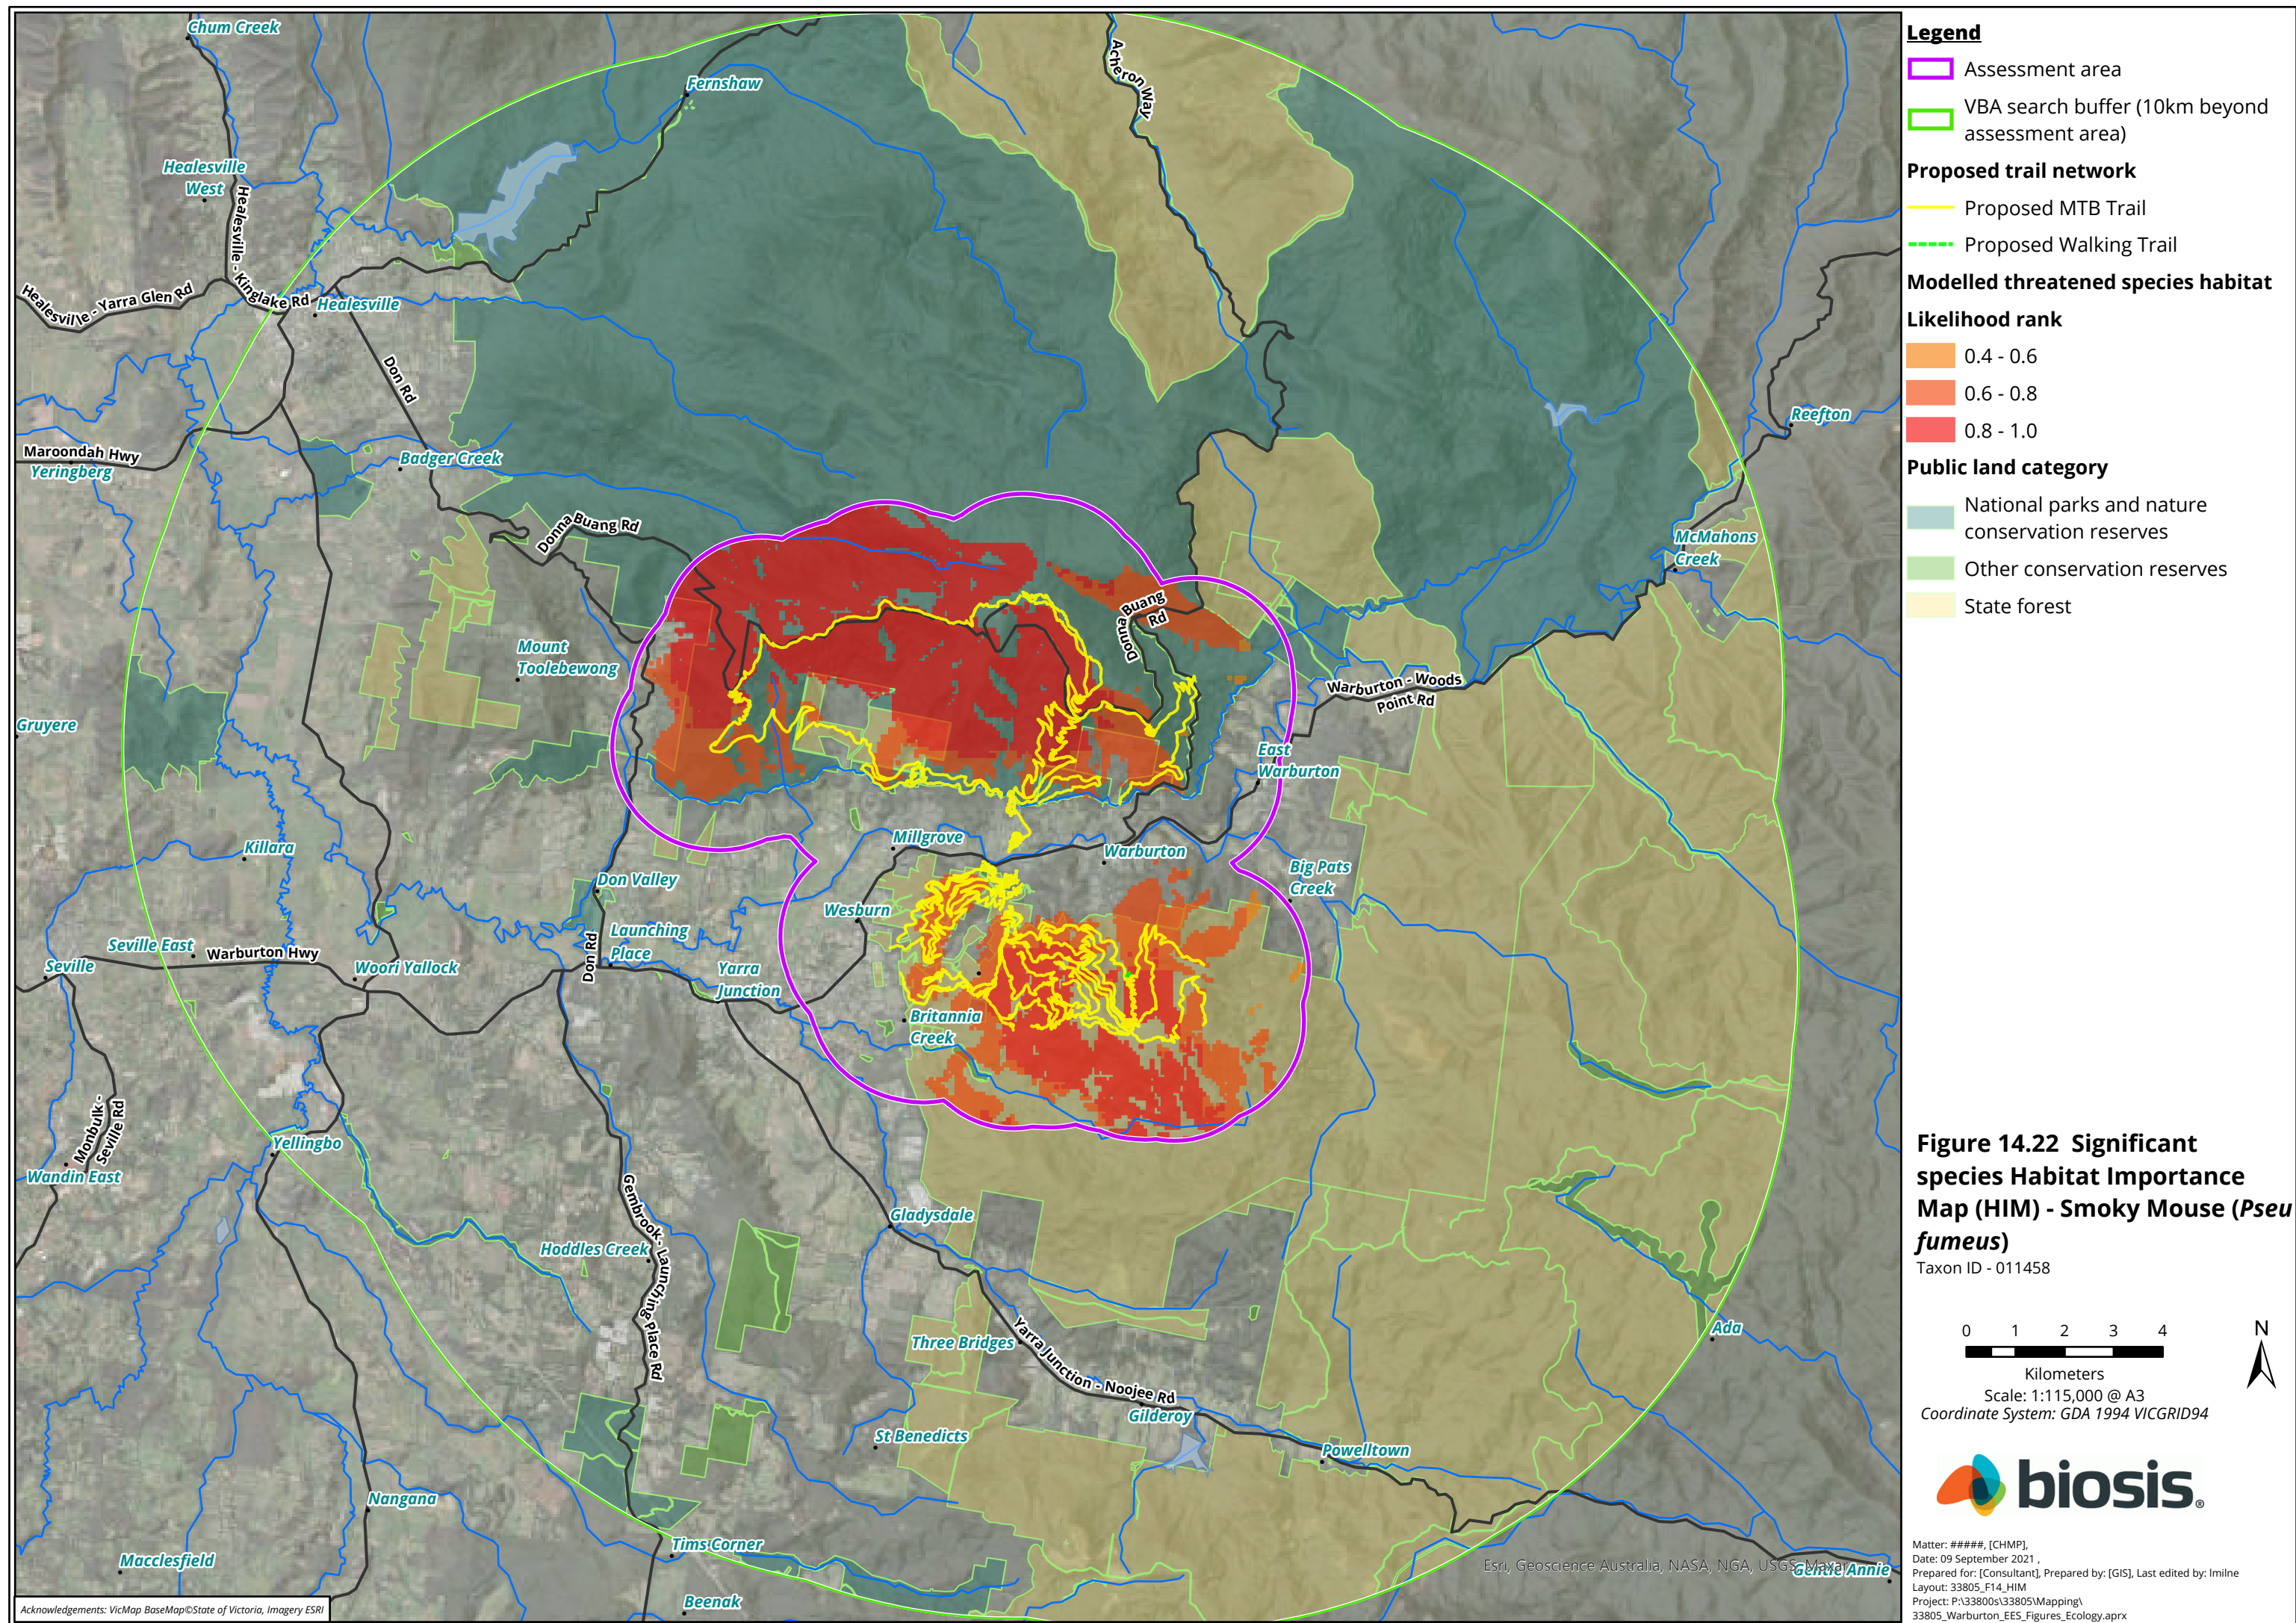 Chum Creek
Fernshaw
Acheron Way
Healesville
West
Healesville - Kinglake Rd
Healesville - Yarra Glen Rd
Healesville
Don Rd
Maroondah Hwy
Yeringberg
Badger Creek
Reefton
Donna Buang Rd
McMahons
Creek
Donna Buang
Rd
Mount
Toolebewong
Warburton - Woods
Point Rd
Gruyere
East
Warburton
Killara
Millgrove
Warburton
Big Pats
Creek
Don Valley
Wesburn
Launching
Place
Don Rd
Seville East
Warburton Hwy
Seville
Woori Yallock
Yarra
Junction
Britannia
Creek
Monbulk -
Seville Rd
Yellingbo
Wandin East
Gembrook - Launching Place Rd
Gladysdale
Hoddles Creek
Three Bridges
Yarra Junction - Noojee Rd
Ada
Gilderoy
St Benedicts
Powelltown
Nangana
Tims Corner
Macclesfield
Beenak
Gentle Annie
Esri, Geoscience Australia, NASA, NGA, USGS, Maxar
Acknowledgements: VicMap BaseMap©State of Victoria, Imagery ESRI
Legend
Assessment area
VBA search buffer (10km beyond
assessment area)
Proposed trail network
Proposed MTB Trail
Proposed Walking Trail
Modelled threatened species habitat
Likelihood rank
0.4 - 0.6
0.6 - 0.8
0.8 - 1.0
Public land category
National parks and nature
conservation reserves
Other conservation reserves
State forest
Figure 14.22 Significant
species Habitat Importance
Map (HIM) - Smoky Mouse (Pseu
fumeus)
Taxon ID - 011458
0 1 2 3 4
N
Kilometers
Scale: 1:115,000 @ A3
Coordinate System: GDA 1994 VICGRID94
biosis®
Matter: #####, [CHMP],
Date: 09 September 2021 ,
Prepared for: [Consultant], Prepared by: [GIS], Last edited by: lmilne
Layout: 33805_F14_HIM
Project: P:\33800s\33805\Mapping\
33805_Warburton_EES_Figures_Ecology.aprx